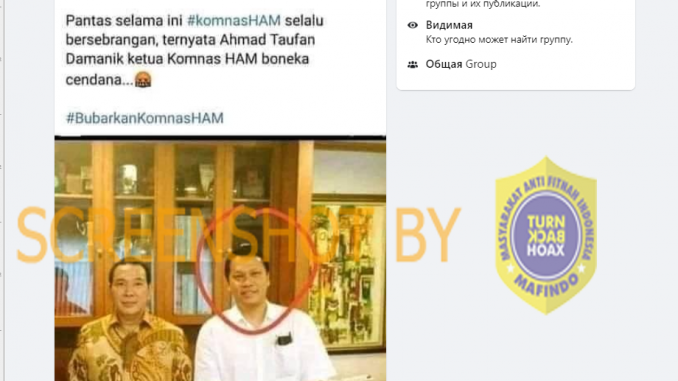 Pantas selama ini #komnasHAM selalu
bersebrangan, ternyata Ahmad Taufan
Damanik ketua Komnas HAM boneka
cendana...🤬
#BubarkanKomnasHAM
группы и их публикации.
Видимая
Кто угодно может найти группу.
Общая Group
SCREENSHOT BY
MASYARAKAT ANTI FITNAH INDONESIA
TURN
BACK
HOAX
MAFINDO